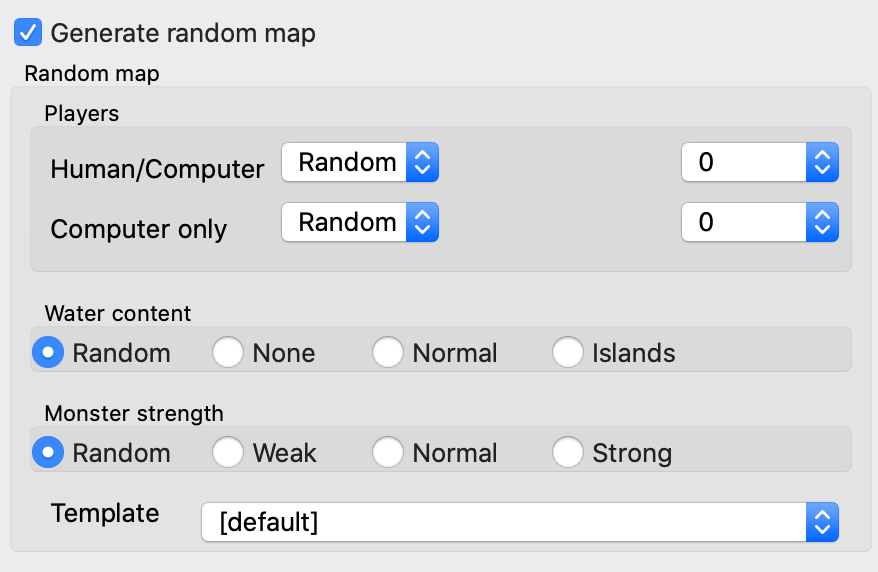 Generate random map
Random map
Players
Human/Computer Random 0
Computer only Random 0
Water content
Random None Normal Islands
Monster strength
Random Weak Normal Strong
Template [default]